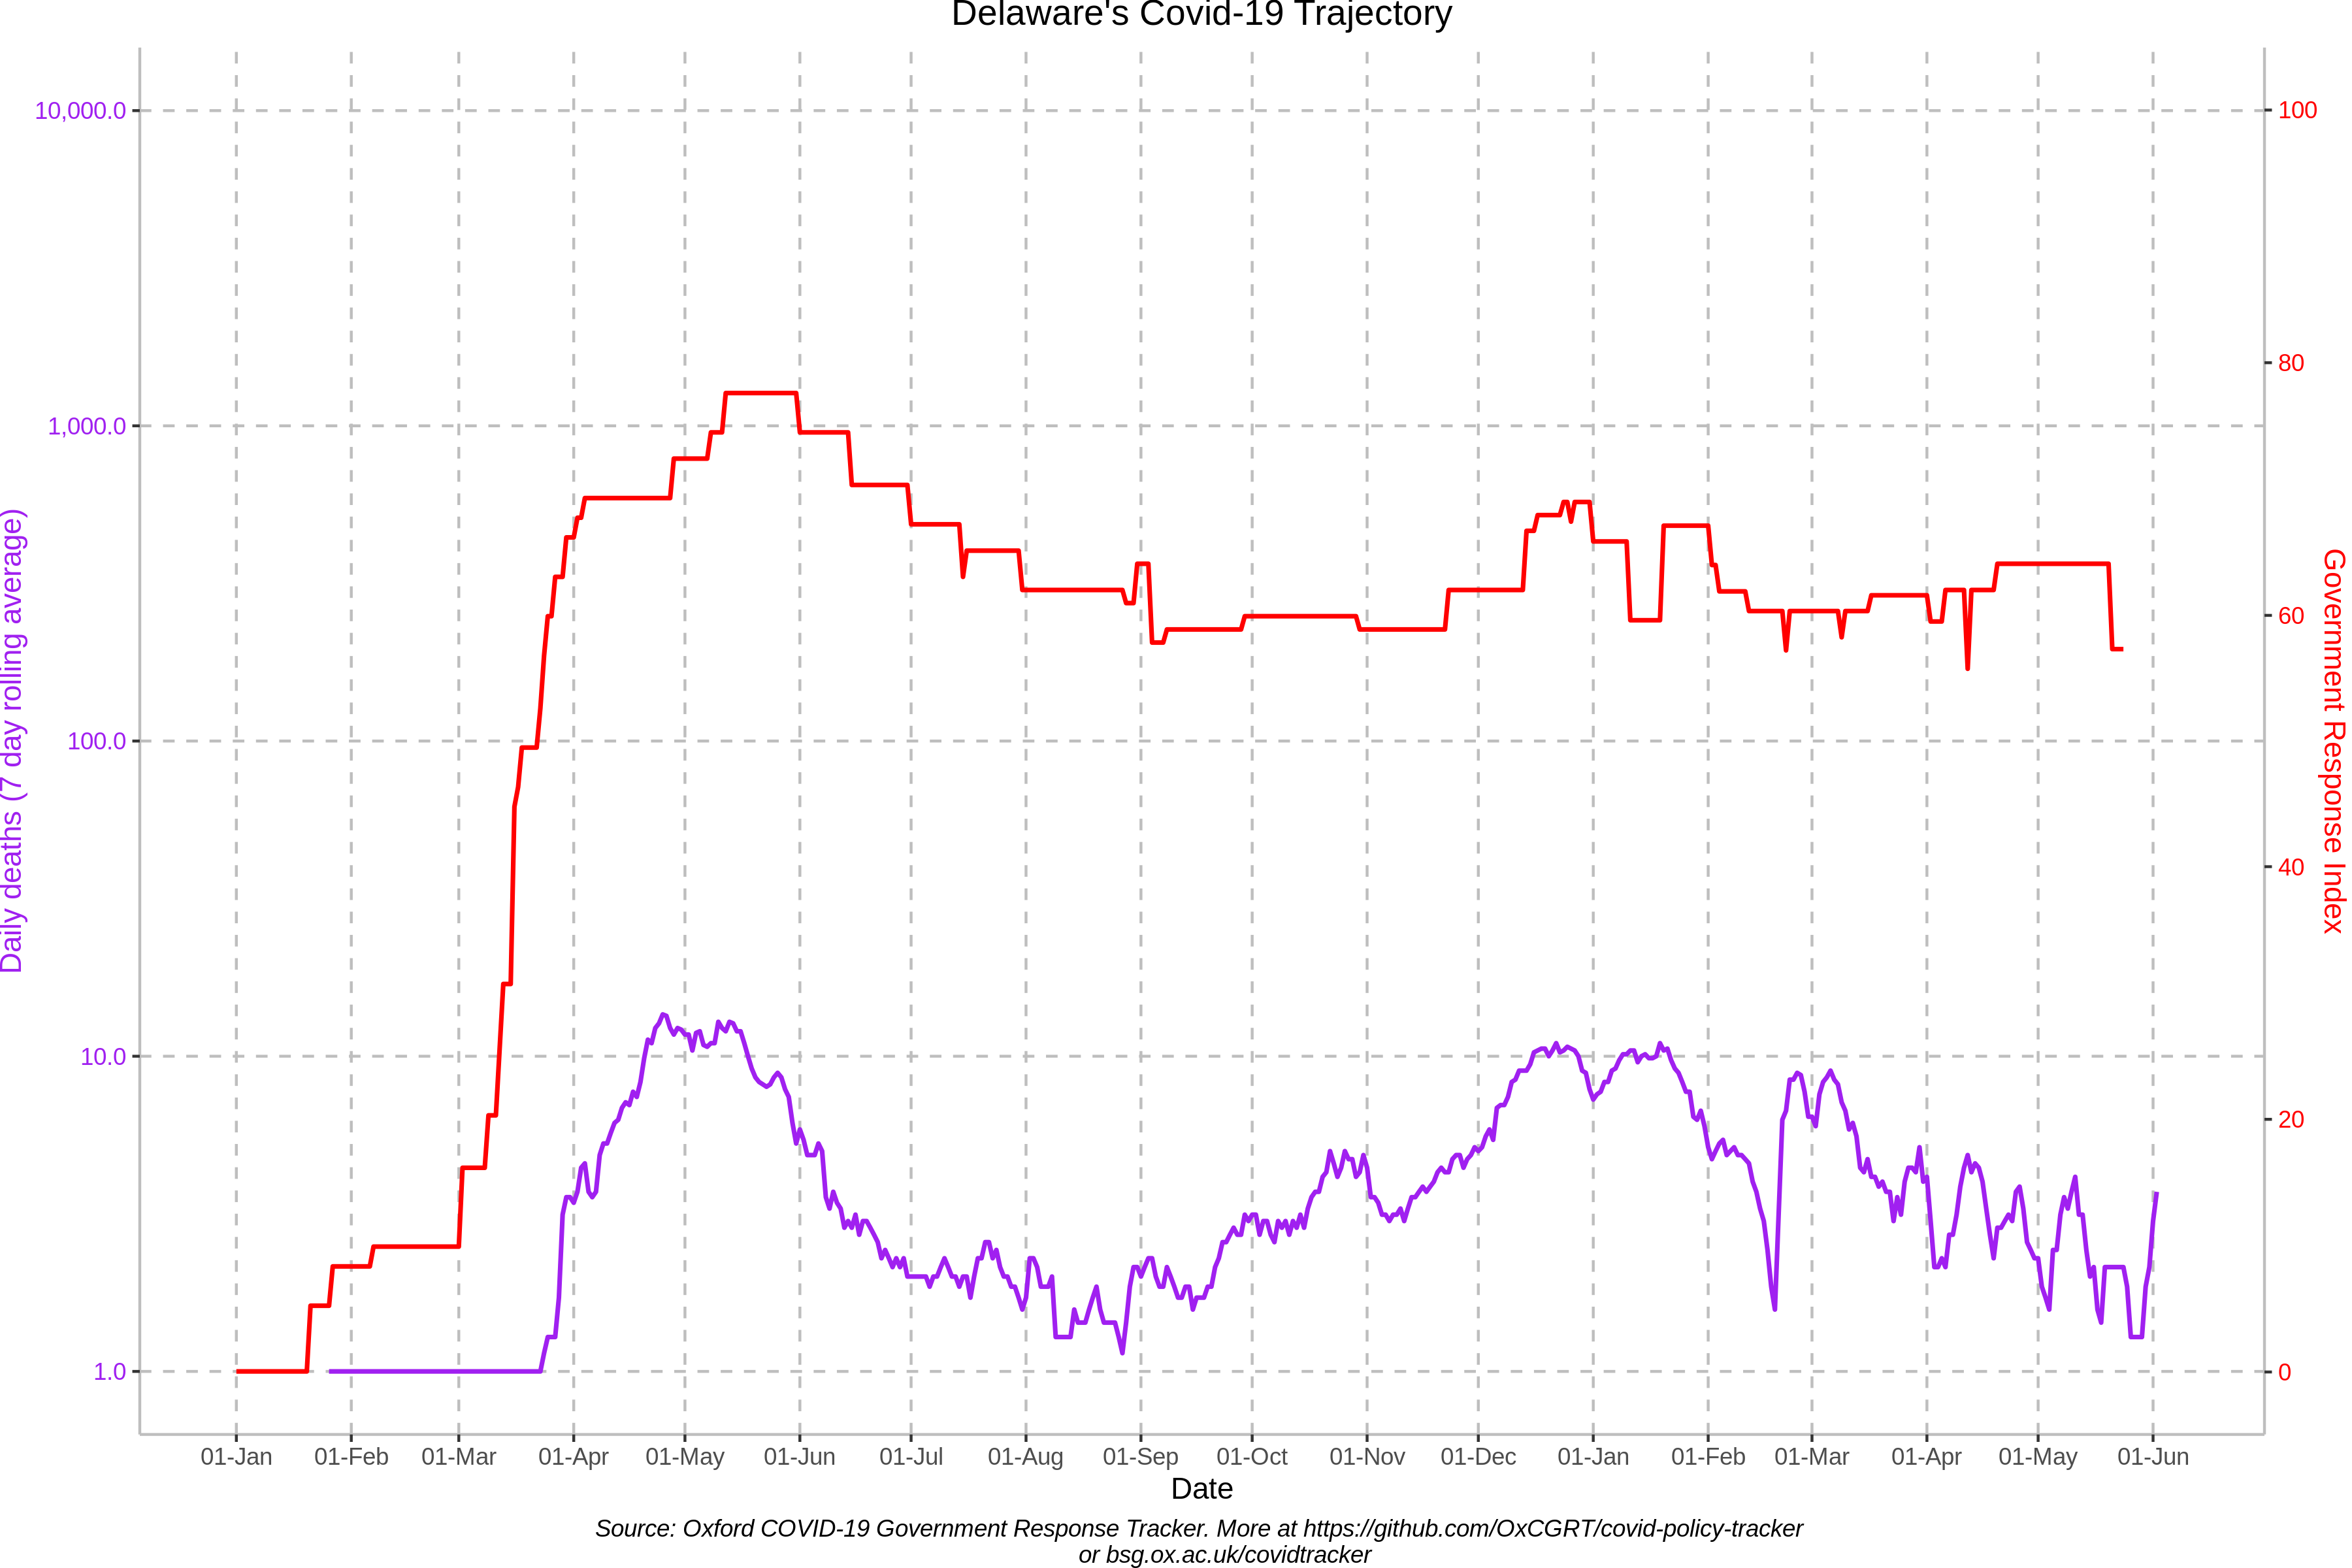 Delaware's Covid-19 Trajectory
Daily deaths (7 day rolling average)
10,000.0
1,000.0
100.0
10.0
1.0
100
80
60
40
20
0
Government Response Index
01-Jan 01-Feb 01-Mar 01-Apr 01-May 01-Jun 01-Jul 01-Aug 01-Sep 01-Oct 01-Nov 01-Dec 01-Jan 01-Feb 01-Mar 01-Apr 01-May 01-Jun
Date
Source: Oxford COVID-19 Government Response Tracker. More at https://github.com/OxCGRT/covid-policy-tracker
or bsg.ox.ac.uk/covidtracker